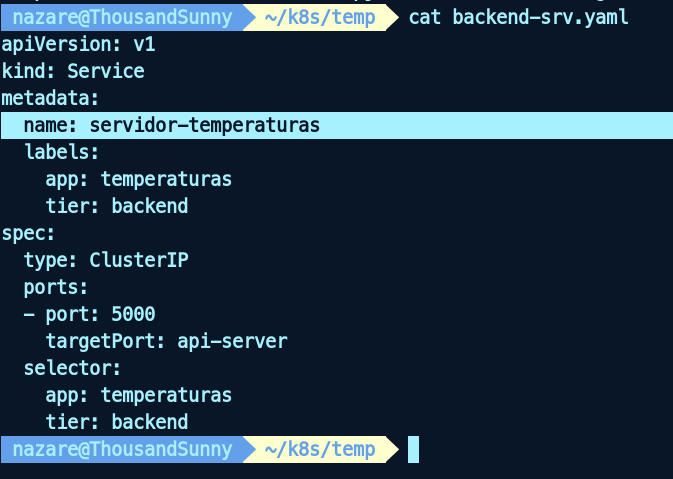 nazare@ThousandSunny ~/k8s/temp cat backend-srv.yaml
apiVersion: v1
kind: Service
metadata:
  name: servidor-temperaturas
  labels:
    app: temperaturas
    tier: backend
spec:
  type: ClusterIP
  ports:
  - port: 5000
    targetPort: api-server
  selector:
    app: temperaturas
    tier: backend
nazare@ThousandSunny ~/k8s/temp